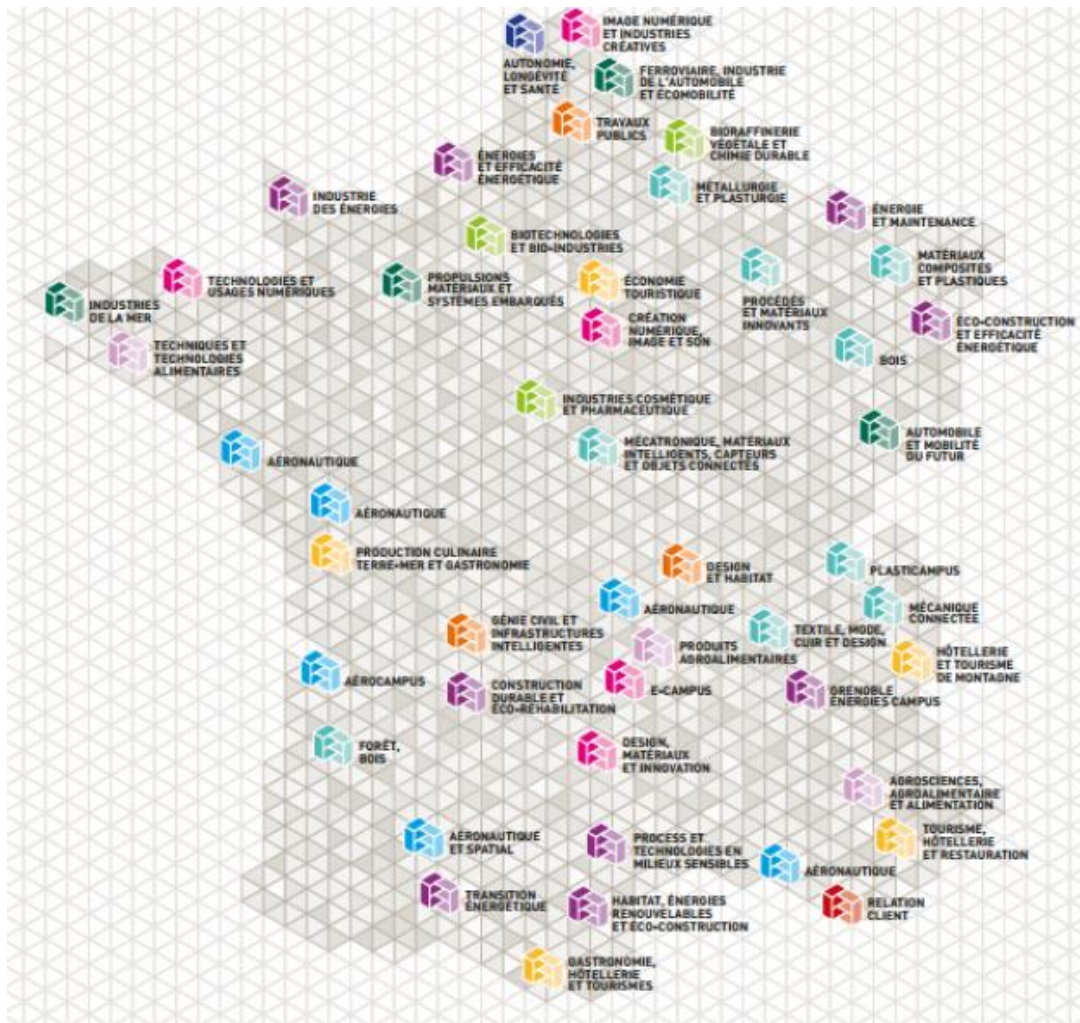 IMAGE NUMÉRIQUE
ET INDUSTRIES
CRÉATIVES
AUTONOMIE,
LONGÉVITÉ
ET SANTÉ
FERROVIAIRE, INDUSTRIE
DE L'AUTOMOBILE
ET ÉCOMOBILITÉ
TRAVAUX
PUBLICS
BIORAFFINERIE
VÉGÉTALE ET
CHIMIE DURABLE
ÉNERGIES
ET EFFICACITÉ
ÉNERGÉTIQUE
MÉTALLURGIE
ET PLASTURGIE
INDUSTRIE
DES ÉNERGIES
ÉNERGIE
ET MAINTENANCE
BIOTECHNOLOGIES
ET BIO-INDUSTRIES
MATÉRIAUX
COMPOSITES
ET PLASTIQUES
TECHNOLOGIES ET
USAGES NUMÉRIQUES
PROPULSIONS
MATÉRIAUX ET
SYSTÈMES EMBARQUÉS
ÉCONOMIE
TOURISTIQUE
PROCÉDÉS
ET MATÉRIAUX
INNOVANTS
INDUSTRIES
DE LA MER
CRÉATION
NUMÉRIQUE,
IMAGE ET SON
ÉCO-CONSTRUCTION
ET EFFICACITÉ
ÉNERGÉTIQUE
TECHNIQUES ET
TECHNOLOGIES
ALIMENTAIRES
BOIS
INDUSTRIES COSMÉTIQUE
ET PHARMACEUTIQUE
AUTOMOBILE
ET MOBILITÉ
DU FUTUR
MÉCATRONIQUE, MATÉRIAUX
INTELLIGENTS, CAPTEURS
ET OBJETS CONNECTÉS
AÉRONAUTIQUE
AÉRONAUTIQUE
PRODUCTION CULINAIRE
TERRE-MER ET GASTRONOMIE
DESIGN
ET HABITAT
PLASTICAMPUS
AÉRONAUTIQUE
MÉCANIQUE
CONNECTÉE
GÉNIE CIVIL ET
INFRASTRUCTURES
INTELLIGENTES
TEXTILE, MODE,
CUIR ET DESIGN
PRODUITS
AGROALIMENTAIRES
HÔTELLERIE
ET TOURISME
DE MONTAGNE
AÉROCAMPUS
CONSTRUCTION
DURABLE ET
ÉCO-RÉHABILITATION
E-CAMPUS
GRENOBLE
ÉNERGIES CAMPUS
FORÊT,
BOIS
DESIGN,
MATÉRIAUX
ET INNOVATION
AGROSCIENCES,
AGROALIMENTAIRE
ET ALIMENTATION
AÉRONAUTIQUE
ET SPATIAL
PROCESS ET
TECHNOLOGIES EN
MILIEUX SENSIBLES
TOURISME,
HÔTELLERIE
ET RESTAURATION
AÉRONAUTIQUE
TRANSITION
ÉNERGÉTIQUE
HABITAT, ÉNERGIES
RENOUVELABLES
ET ÉCO-CONSTRUCTION
RELATION
CLIENT
GASTRONOMIE,
HÔTELLERIE
ET TOURISMES